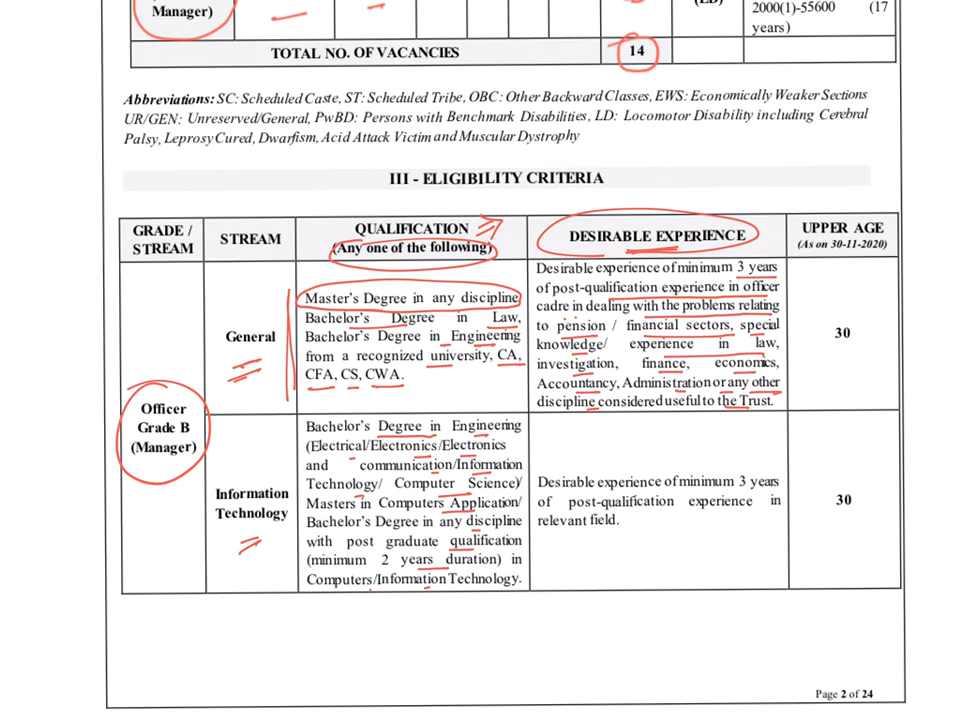 Manager)
2000(1)-55600 (17
years)
TOTAL NO. OF VACANCIES 14
Abbreviations: SC: Scheduled Caste, ST: Scheduled Tribe, OBC: Other Backward Classes, EWS: Economically Weaker Sections
UR/GEN: Unreserved/General, PwBD: Persons with Benchmark Disabilities, LD: Locomotor Disability including Cerebral
Palsy, Leprosy Cured, Dwarfism, Acid Attack Victim and Muscular Dystrophy
III - ELIGIBILITY CRITERIA
GRADE /
STREAM
STREAM
QUALIFICATION
(Any one of the following)
DESIRABLE EXPERIENCE
UPPER AGE
(As on 30-11-2020)
Officer
Grade B
(Manager)
General
Master's Degree in any discipline
Bachelor's Degree in Law,
Bachelor's Degree in Engineering
from a recognized university, CA,
CFA, CS, CWA.
Desirable experience of minimum 3 years
of post-qualification experience in officer
cadre in dealing with the problems relating
to pension / financial sectors, special
knowledge/ experience in law,
investigation, finance, economics,
Accountancy, Administration or any other
discipline considered useful to the Trust.
30
Information
Technology
Bachelor's Degree in Engineering
(Electrical/Electronics/Electronics
and communication/Information
Technology/ Computer Science)/
Masters in Computers Application/
Bachelor's Degree in any discipline
with post graduate qualification
(minimum 2 years duration) in
Computers/Information Technology.
Desirable experience of minimum 3 years
of post-qualification experience in
relevant field.
30
Page 2 of 24